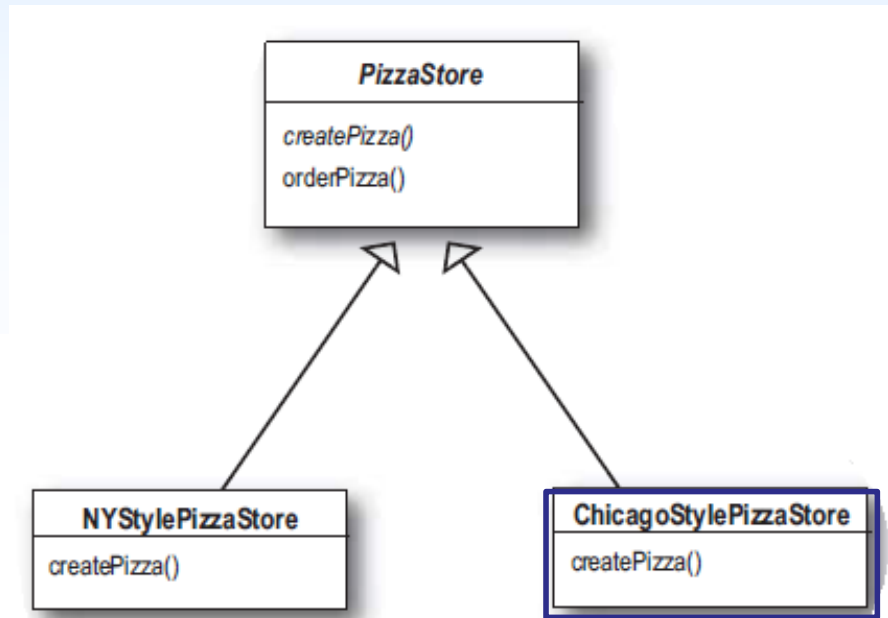 PizzaStore
createPizza()
orderPizza()
NYStylePizzaStore
createPizza()
ChicagoStylePizzaStore
createPizza()